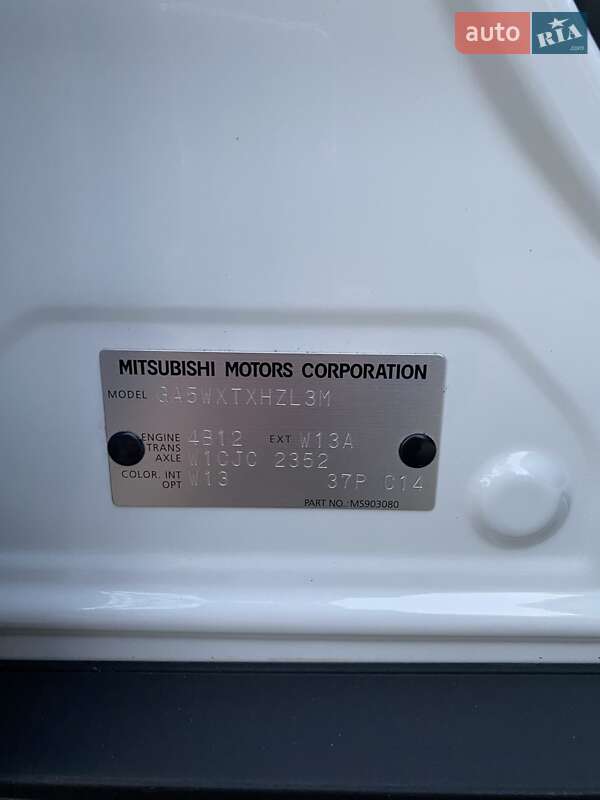 auto RIA.com
MITSUBISHI MOTORS CORPORATION
MODEL GA5WXTXHZL3M
ENGINE 4B12 EXT W13A
TRANS AXLE W1CJC 2352
COLOR. INT OPT W13 37P C14
PART NO.: MS903080